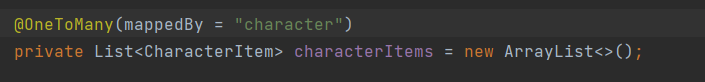 @OneToMany(mappedBy = "character")
private List<CharacterItem> characterItems = new ArrayList<>();